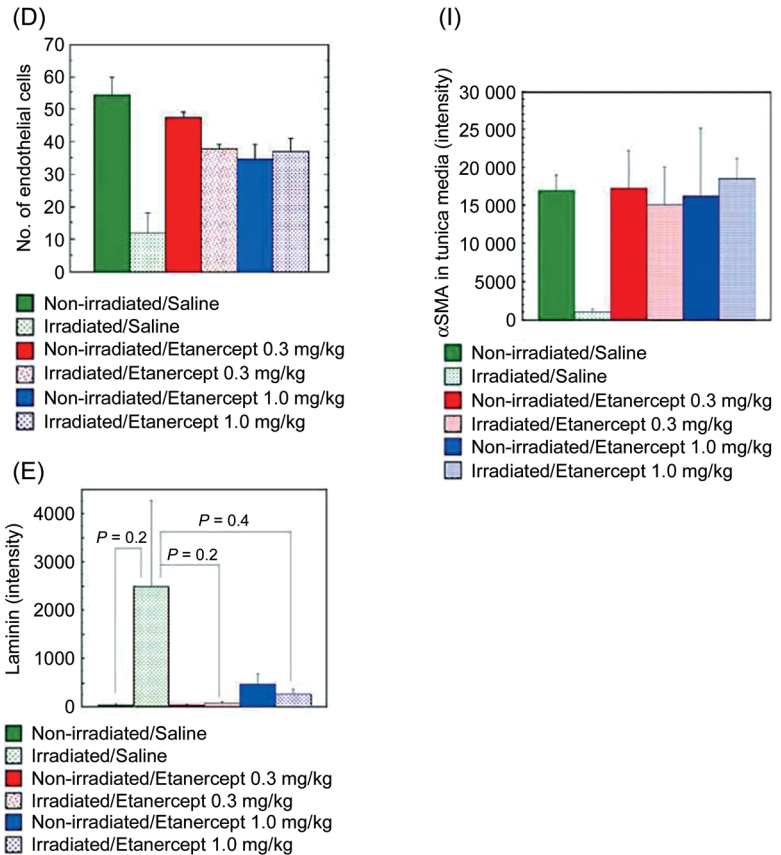 (D)
No. of endothelial cells
70
60
50
40
30
20
10
0
Non-irradiated/Saline
Irradiated/Saline
Non-irradiated/Etanercept 0.3 mg/kg
Irradiated/Etanercept 0.3 mg/kg
Non-irradiated/Etanercept 1.0 mg/kg
Irradiated/Etanercept 1.0 mg/kg
(E)
Laminin (intensity)
4000
3000
2000
1000
0
P = 0.2
P = 0.4
P = 0.2
Non-irradiated/Saline
Irradiated/Saline
Non-irradiated/Etanercept 0.3 mg/kg
Irradiated/Etanercept 0.3 mg/kg
Non-irradiated/Etanercept 1.0 mg/kg
Irradiated/Etanercept 1.0 mg/kg
(I)
αSMA in tunica media (intensity)
30 000
25 000
20 000
15 000
10 000
5000
0
Non-irradiated/Saline
Irradiated/Saline
Non-irradiated/Etanercept 0.3 mg/kg
Irradiated/Etanercept 0.3 mg/kg
Non-irradiated/Etanercept 1.0 mg/kg
Irradiated/Etanercept 1.0 mg/kg